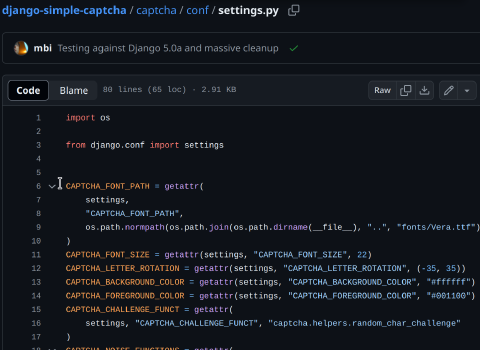 django-simple-captcha / captcha / conf / settings.py
mbi Testing against Django 5.0a and massive cleanup
Code Blame 80 lines (65 loc) · 2.91 KB Raw
1 import os
2
3 from django.conf import settings
4
5
6 CAPTCHA_FONT_PATH = getattr(
7 settings,
8 "CAPTCHA_FONT_PATH",
9 os.path.normpath(os.path.join(os.path.dirname(__file__), "..", "fonts/Vera.ttf")
10 )
11 CAPTCHA_FONT_SIZE = getattr(settings, "CAPTCHA_FONT_SIZE", 22)
12 CAPTCHA_LETTER_ROTATION = getattr(settings, "CAPTCHA_LETTER_ROTATION", (-35, 35))
13 CAPTCHA_BACKGROUND_COLOR = getattr(settings, "CAPTCHA_BACKGROUND_COLOR", "#ffffff")
14 CAPTCHA_FOREGROUND_COLOR = getattr(settings, "CAPTCHA_FOREGROUND_COLOR", "#001100")
15 CAPTCHA_CHALLENGE_FUNCT = getattr(
16 settings, "CAPTCHA_CHALLENGE_FUNCT", "captcha.helpers.random_char_challenge"
17 )
18 CAPTCHA_NOISE_FUNCTIONS = getattr(